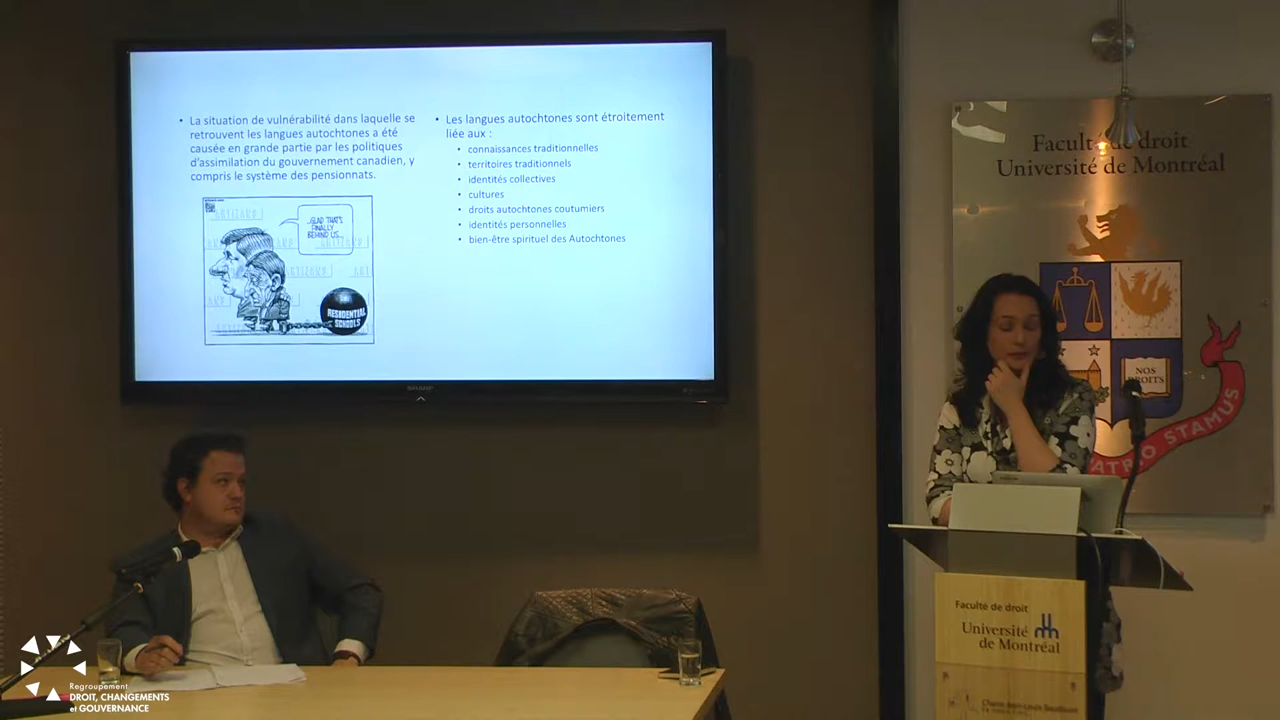 • La situation de vulnérabilité dans laquelle se
retrouvent les langues autochtones a été
causée en grande partie par les politiques
d'assimilation du gouvernement canadien, y
compris le système des pensionnats.
...GLAD THAT'S
FINALLY
BEHIND US...
RESIDENTIAL
SCHOOLS
• Les langues autochtones sont étroitement
liée aux :
• connaissances traditionnelles
• territoires traditionnels
• identités collectives
• cultures
• droits autochtones coutumiers
• identités personnelles
• bien-être spirituel des Autochtones
SHARP
Faculté de droit
Université de Montréal
NOS
DROITS
STAMUS
Faculté de droit
Université
de Montréal
Regroupement
DROIT, CHANGEMENTS
et GOUVERNANCE